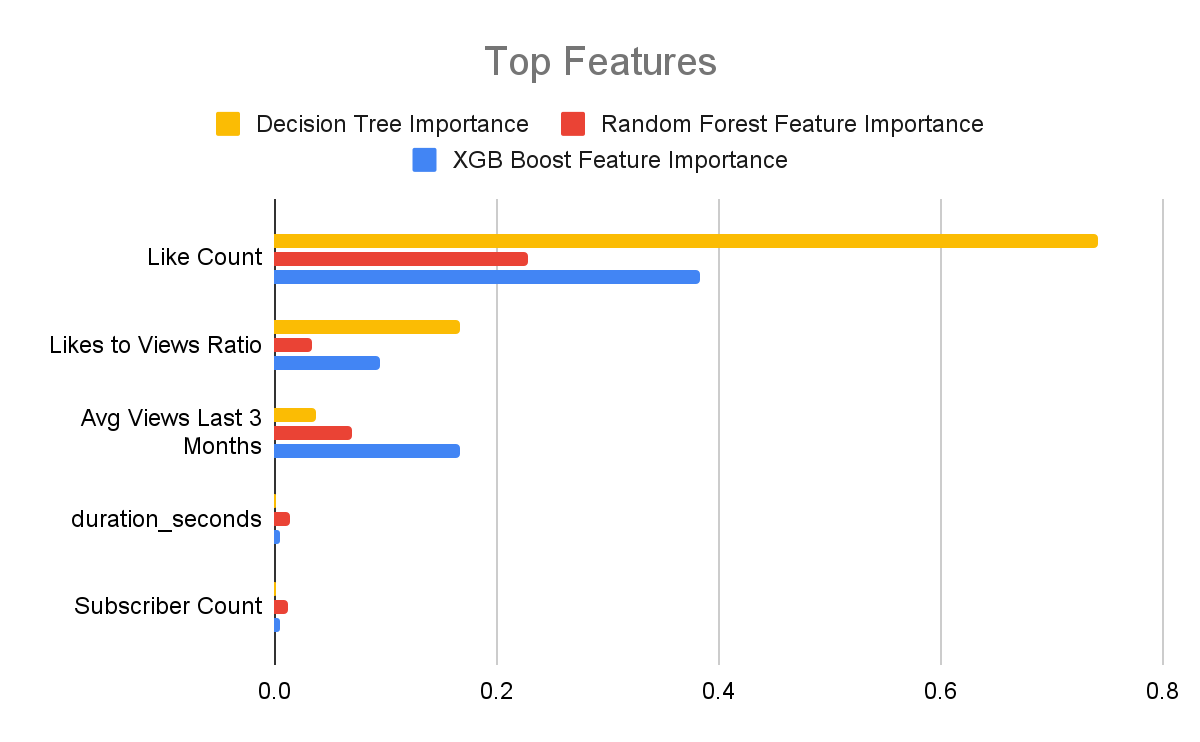 Top Features
Decision Tree Importance
Random Forest Feature Importance
XGB Boost Feature Importance
Like Count
Likes to Views Ratio
Avg Views Last 3
Months
duration_seconds
Subscriber Count
0.0 0.2 0.4 0.6 0.8